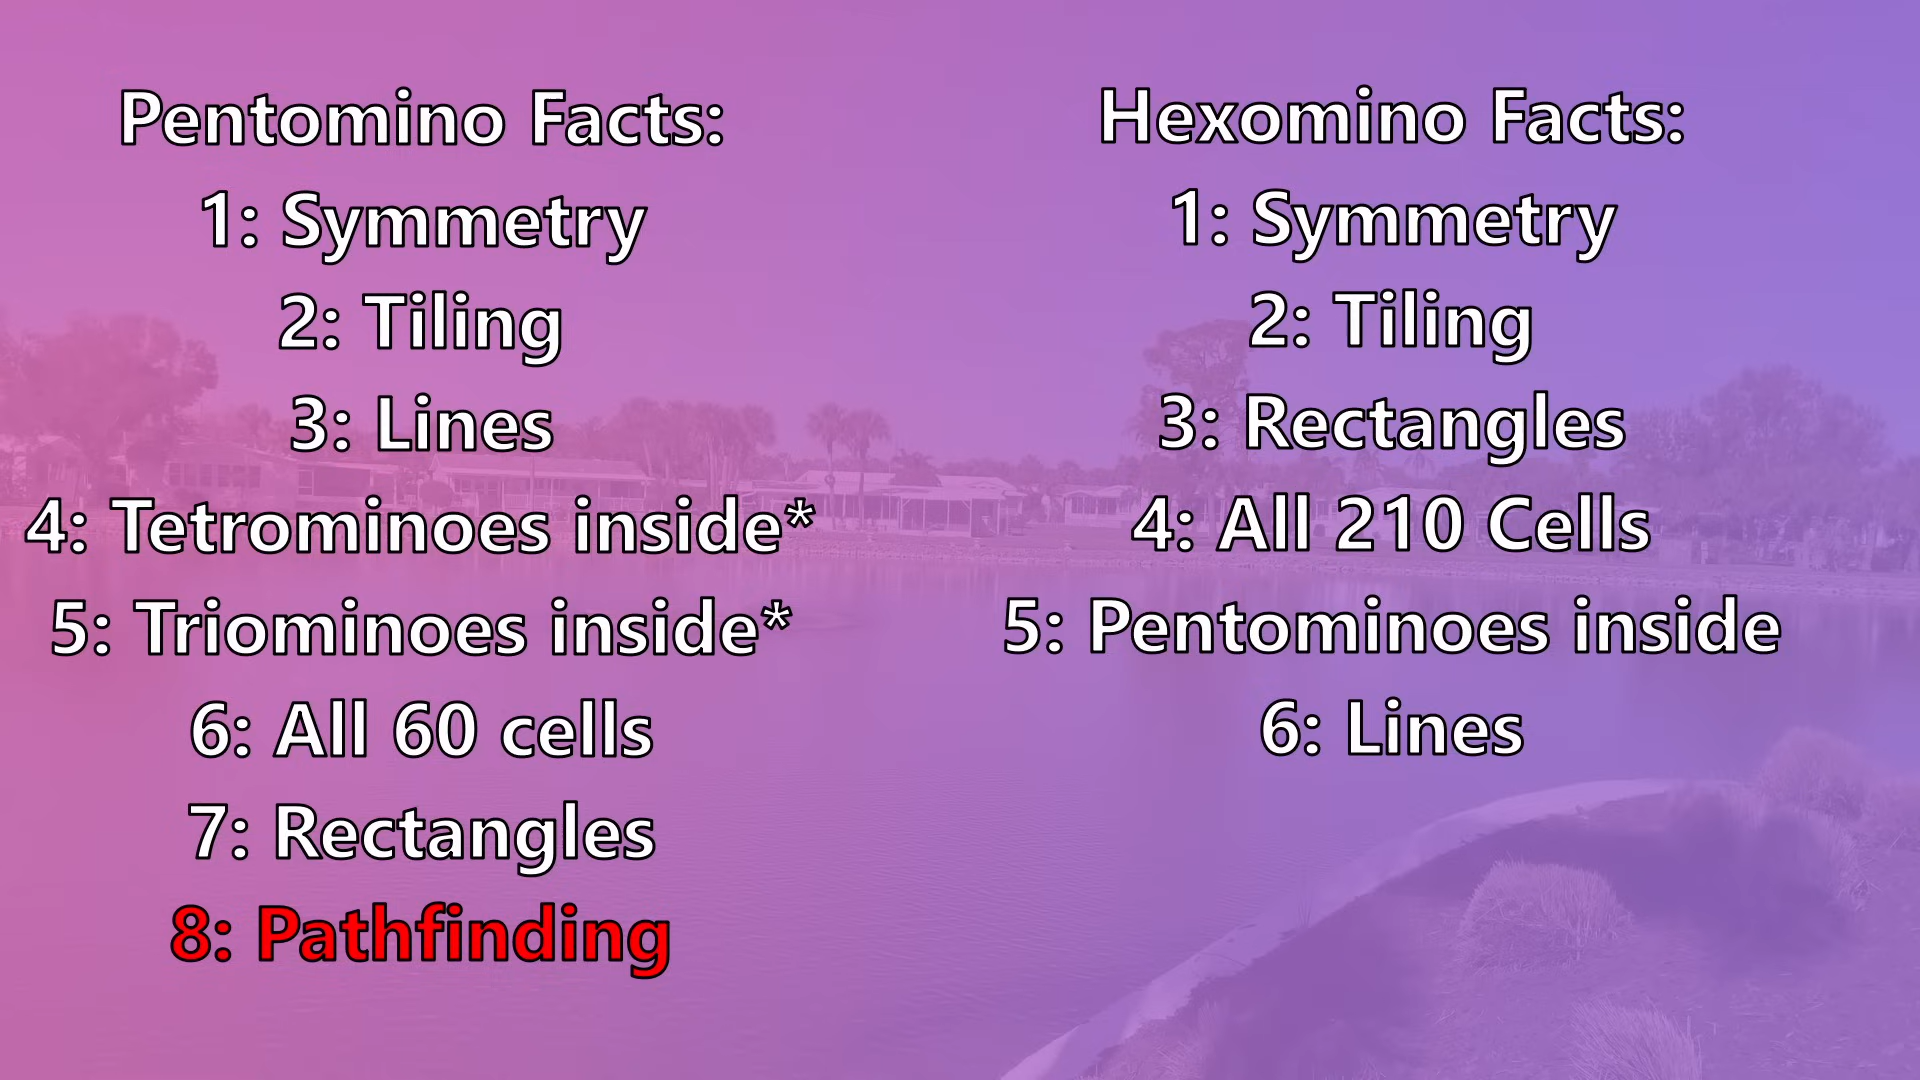 Pentomino Facts:
1: Symmetry
2: Tiling
3: Lines
4: Tetrominoes inside*
5: Triominoes inside*
6: All 60 cells
7: Rectangles
8: Pathfinding
Hexomino Facts:
1: Symmetry
2: Tiling
3: Rectangles
4: All 210 Cells
5: Pentominoes inside
6: Lines